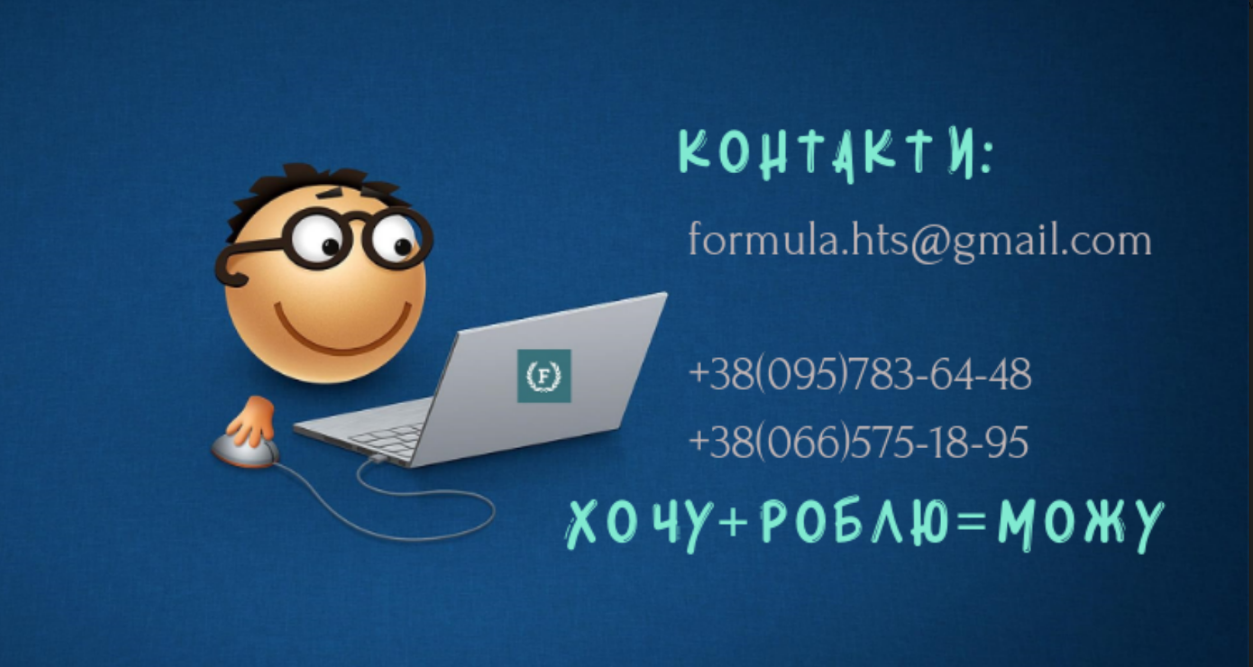 КОНТАКТИ:
formula.hts@gmail.com
+38(095)783-64-48
+38(066)575-18-95
ХОЧУ+РОБЛЮ=МОЖУ
F